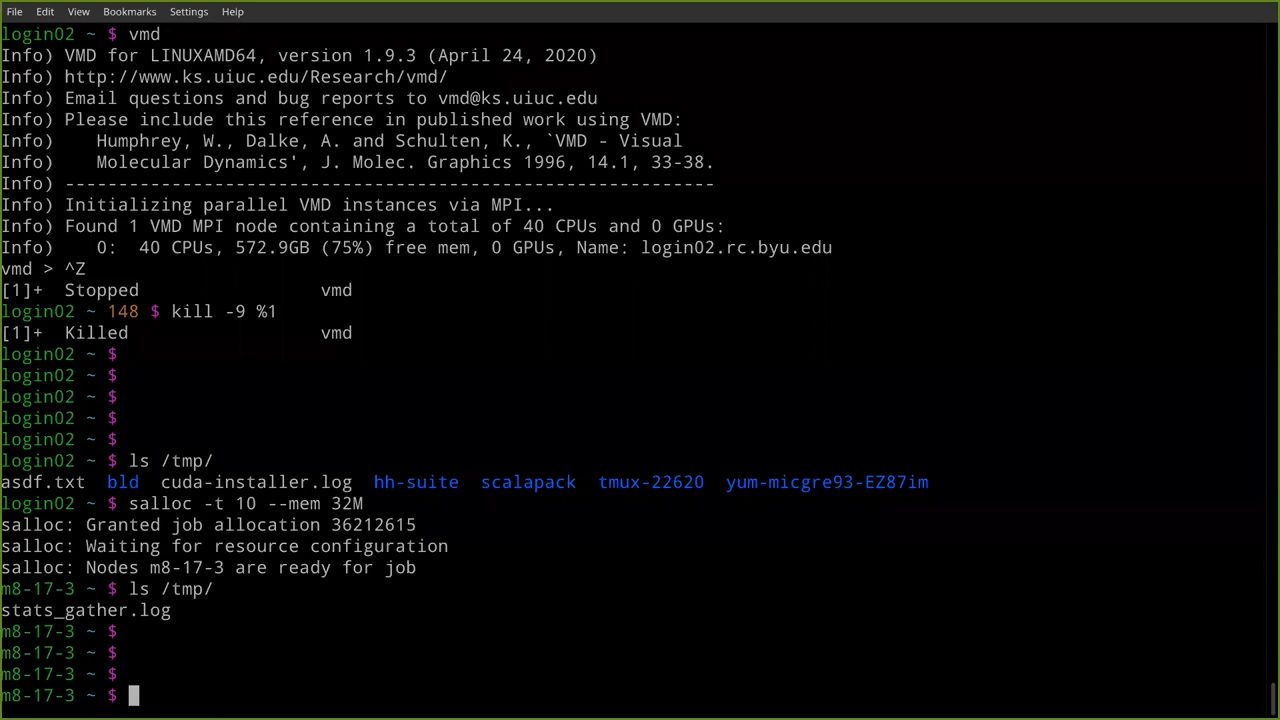 File Edit View Bookmarks Settings Help
login02 ~ $ vmd
Info) VMD for LINUXAMD64, version 1.9.3 (April 24, 2020)
Info) http://www.ks.uiuc.edu/Research/vmd/
Info) Email questions and bug reports to vmd@ks.uiuc.edu
Info) Please include this reference in published work using VMD:
Info)    Humphrey, W., Dalke, A. and Schulten, K., `VMD - Visual
Info)    Molecular Dynamics', J. Molec. Graphics 1996, 14.1, 33-38.
Info) -------------------------------------------------------------
Info) Initializing parallel VMD instances via MPI...
Info) Found 1 VMD MPI node containing a total of 40 CPUs and 0 GPUs:
Info)    0:  40 CPUs, 572.9GB (75%) free mem, 0 GPUs, Name: login02.rc.byu.edu
vmd > ^Z
[1]+  Stopped                 vmd
login02 ~ 148 $ kill -9 %1
[1]+  Killed                  vmd
login02 ~ $
login02 ~ $
login02 ~ $
login02 ~ $
login02 ~ $
login02 ~ $ ls /tmp/
asdf.txt  bld  cuda-installer.log  hh-suite  scalapack  tmux-22620  yum-micgre93-EZ87im
login02 ~ $ salloc -t 10 --mem 32M
salloc: Granted job allocation 36212615
salloc: Waiting for resource configuration
salloc: Nodes m8-17-3 are ready for job
m8-17-3 ~ $ ls /tmp/
stats_gather.log
m8-17-3 ~ $
m8-17-3 ~ $
m8-17-3 ~ $
m8-17-3 ~ $